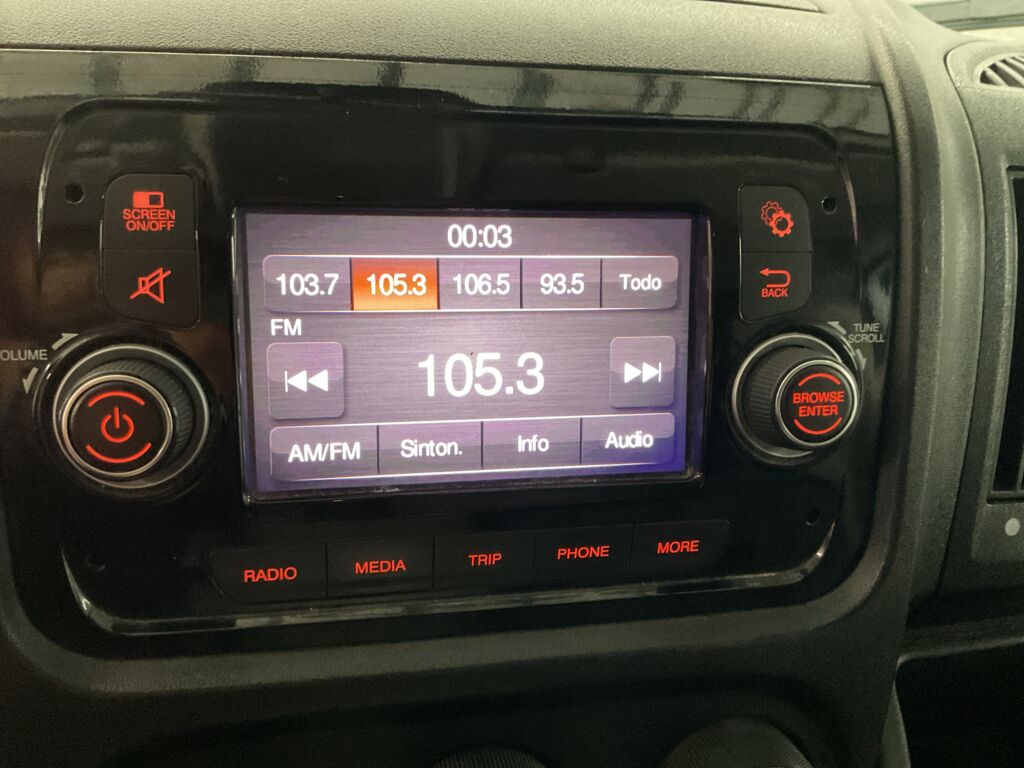 SCREEN
ON/OFF
00:03
103.7 105.3 106.5 93.5 Todo
BACK
FM
VOLUME
TUNE
SCROLL
105.3
BROWSE
ENTER
AM/FM Sinton. Info Audio
RADIO MEDIA TRIP PHONE MORE